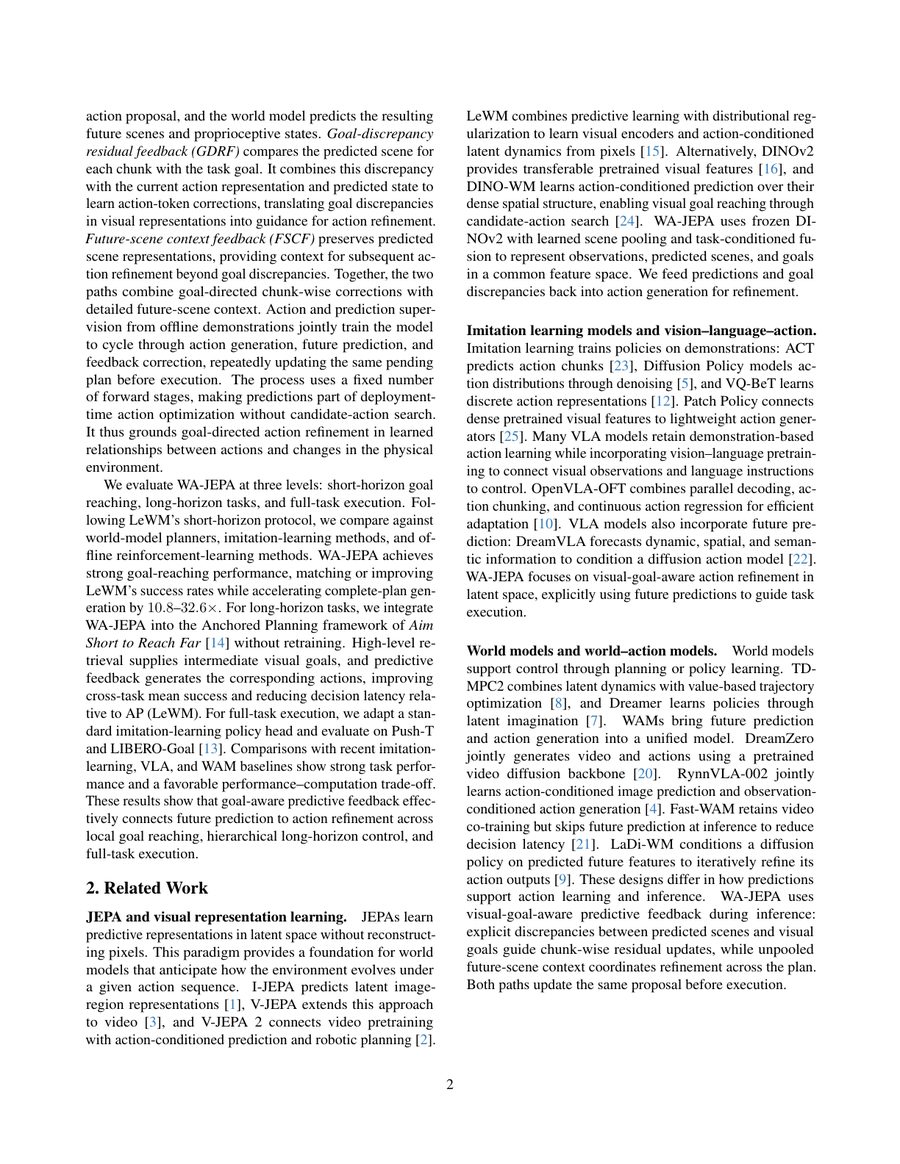 action proposal, and the world model predicts the resulting
future scenes and proprioceptive states. Goal-discrepancy
residual feedback (GDRF) compares the predicted scene for
each chunk with the task goal. It combines this discrepancy
with the current action representation and predicted state to
learn action-token corrections, translating goal discrepancies
in visual representations into guidance for action refinement.
Future-scene context feedback (FSCF) preserves predicted
scene representations, providing context for subsequent ac-
tion refinement beyond goal discrepancies. Together, the two
paths combine goal-directed chunk-wise corrections with
detailed future-scene context. Action and prediction super-
vision from offline demonstrations jointly train the model
to cycle through action generation, future prediction, and
feedback correction, repeatedly updating the same pending
plan before execution. The process uses a fixed number
of forward stages, making predictions part of deployment-
time action optimization without candidate-action search.
It thus grounds goal-directed action refinement in learned
relationships between actions and changes in the physical
environment.
We evaluate WA-JEPA at three levels: short-horizon goal
reaching, long-horizon tasks, and full-task execution. Fol-
lowing LeWM's short-horizon protocol, we compare against
world-model planners, imitation-learning methods, and of-
fline reinforcement-learning methods. WA-JEPA achieves
strong goal-reaching performance, matching or improving
LeWM's success rates while accelerating complete-plan gen-
eration by 10.8–32.6×. For long-horizon tasks, we integrate
WA-JEPA into the Anchored Planning framework of Aim
Short to Reach Far [14] without retraining. High-level re-
trieval supplies intermediate visual goals, and predictive
feedback generates the corresponding actions, improving
cross-task mean success and reducing decision latency rela-
tive to AP (LeWM). For full-task execution, we adapt a stan-
dard imitation-learning policy head and evaluate on Push-T
and LIBERO-Goal [13]. Comparisons with recent imitation-
learning, VLA, and WAM baselines show strong task perfor-
mance and a favorable performance–computation trade-off.
These results show that goal-aware predictive feedback effec-
tively connects future prediction to action refinement across
local goal reaching, hierarchical long-horizon control, and
full-task execution.
2. Related Work
JEPA and visual representation learning. JEPAs learn
predictive representations in latent space without reconstruct-
ing pixels. This paradigm provides a foundation for world
models that anticipate how the environment evolves under
a given action sequence. I-JEPA predicts latent image-
region representations [1], V-JEPA extends this approach
to video [3], and V-JEPA 2 connects video pretraining
with action-conditioned prediction and robotic planning [2].
LeWM combines predictive learning with distributional reg-
ularization to learn visual encoders and action-conditioned
latent dynamics from pixels [15]. Alternatively, DINOv2
provides transferable pretrained visual features [16], and
DINO-WM learns action-conditioned prediction over their
dense spatial structure, enabling visual goal reaching through
candidate-action search [24]. WA-JEPA uses frozen DI-
NOv2 with learned scene pooling and task-conditioned fu-
sion to represent observations, predicted scenes, and goals
in a common feature space. We feed predictions and goal
discrepancies back into action generation for refinement.
Imitation learning models and vision–language–action.
Imitation learning trains policies on demonstrations: ACT
predicts action chunks [23], Diffusion Policy models ac-
tion distributions through denoising [5], and VQ-BeT learns
discrete action representations [12]. Patch Policy connects
dense pretrained visual features to lightweight action gener-
ators [25]. Many VLA models retain demonstration-based
action learning while incorporating vision–language pretrain-
ing to connect visual observations and language instructions
to control. OpenVLA-OFT combines parallel decoding, ac-
tion chunking, and continuous action regression for efficient
adaptation [10]. VLA models also incorporate future pre-
diction: DreamVLA forecasts dynamic, spatial, and seman-
tic information to condition a diffusion action model [22].
WA-JEPA focuses on visual-goal-aware action refinement in
latent space, explicitly using future predictions to guide task
execution.
World models and world–action models. World models
support control through planning or policy learning. TD-
MPC2 combines latent dynamics with value-based trajectory
optimization [8], and Dreamer learns policies through
latent imagination [7]. WAMs bring future prediction
and action generation into a unified model. DreamZero
jointly generates video and actions using a pretrained
video diffusion backbone [20]. RynnVLA-002 jointly
learns action-conditioned image prediction and observation-
conditioned action generation [4]. Fast-WAM retains video
co-training but skips future prediction at inference to reduce
decision latency [21]. LaDi-WM conditions a diffusion
policy on predicted future features to iteratively refine its
action outputs [9]. These designs differ in how predictions
support action learning and inference. WA-JEPA uses
visual-goal-aware predictive feedback during inference:
explicit discrepancies between predicted scenes and visual
goals guide chunk-wise residual updates, while unpooled
future-scene context coordinates refinement across the plan.
Both paths update the same proposal before execution.
2